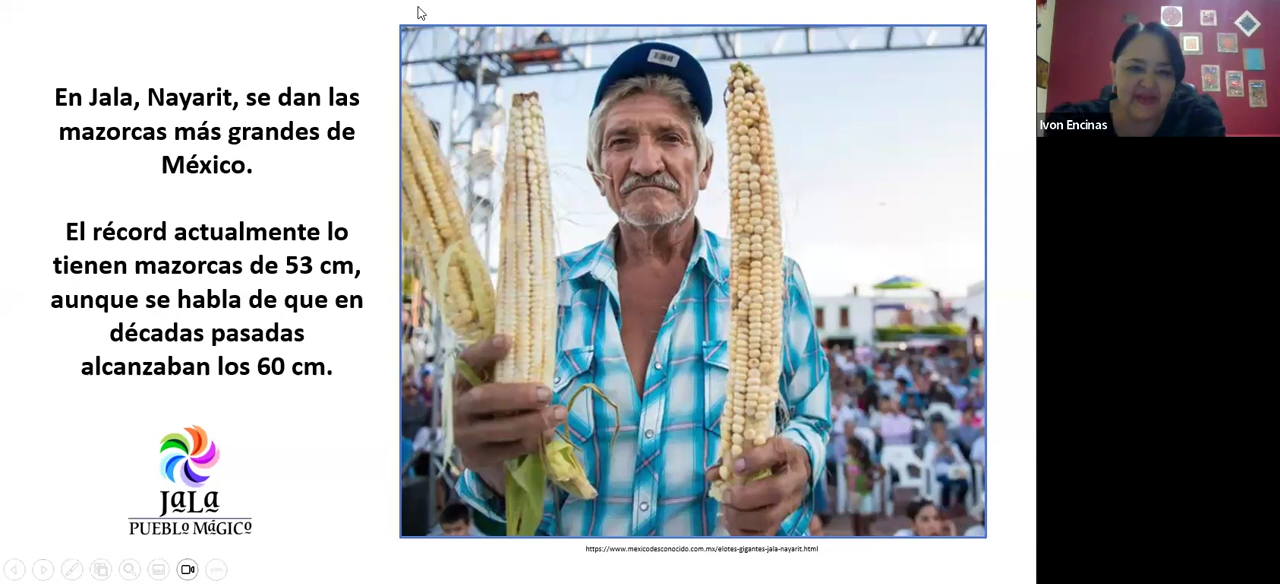 En Jala, Nayarit, se dan las
mazorcas más grandes de
México.
El récord actualmente lo
tienen mazorcas de 53 cm,
aunque se habla de que en
décadas pasadas
alcanzaban los 60 cm.
JALA
PUEBLO MáGICO
https://www.mexicodesconocido.com.mx/elotes-gigantes-jala-nayarit.html
Ivon Encinas